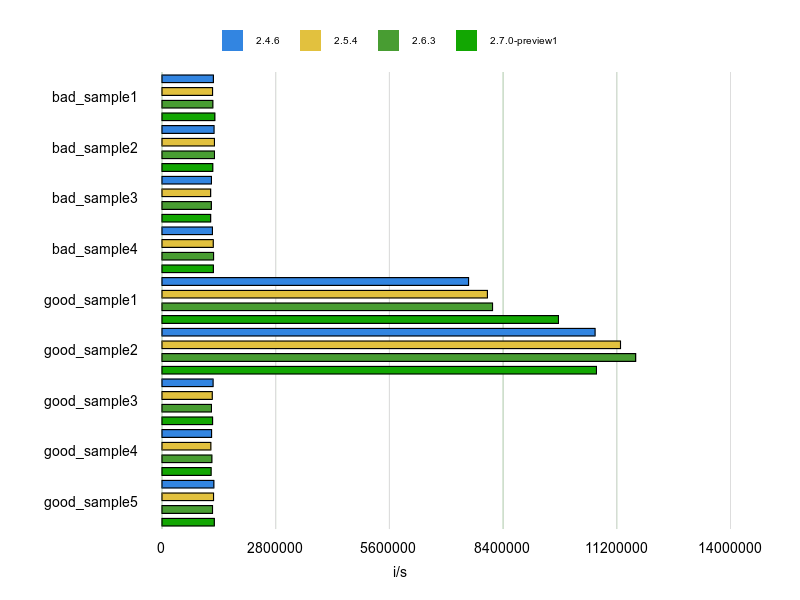 2.4.6 2.5.4 2.6.3 2.7.0-preview1
bad_sample1
bad_sample2
bad_sample3
bad_sample4
good_sample1
good_sample2
good_sample3
good_sample4
good_sample5
0 2800000 5600000 8400000 11200000 14000000
i/s